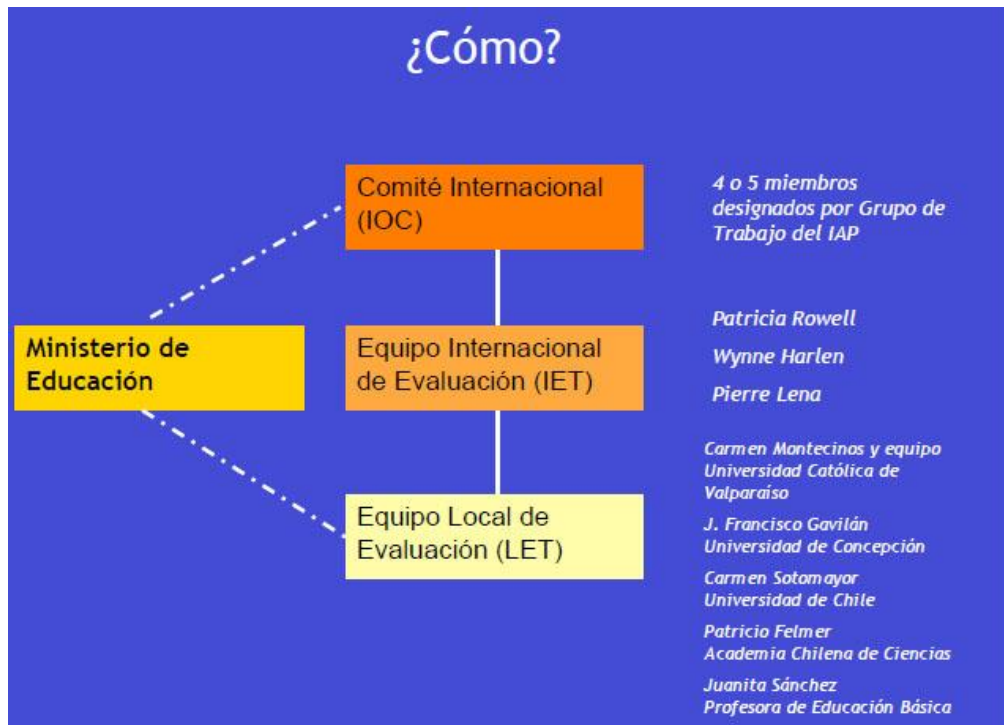 ¿Cómo?
Comité Internacional
(IOC)
4 o 5 miembros
designados por Grupo de
Trabajo del IAP
Ministerio de
Educación
Equipo Internacional
de Evaluación (IET)
Patricia Rowell
Wynne Harlen
Pierre Lena
Equipo Local de
Evaluación (LET)
Carmen Montecinos y equipo
Universidad Católica de
Valparaíso
J. Francisco Gavilán
Universidad de Concepción
Carmen Sotomayor
Universidad de Chile
Patricio Felmer
Academia Chilena de Ciencias
Juanita Sánchez
Profesora de Educación Básica